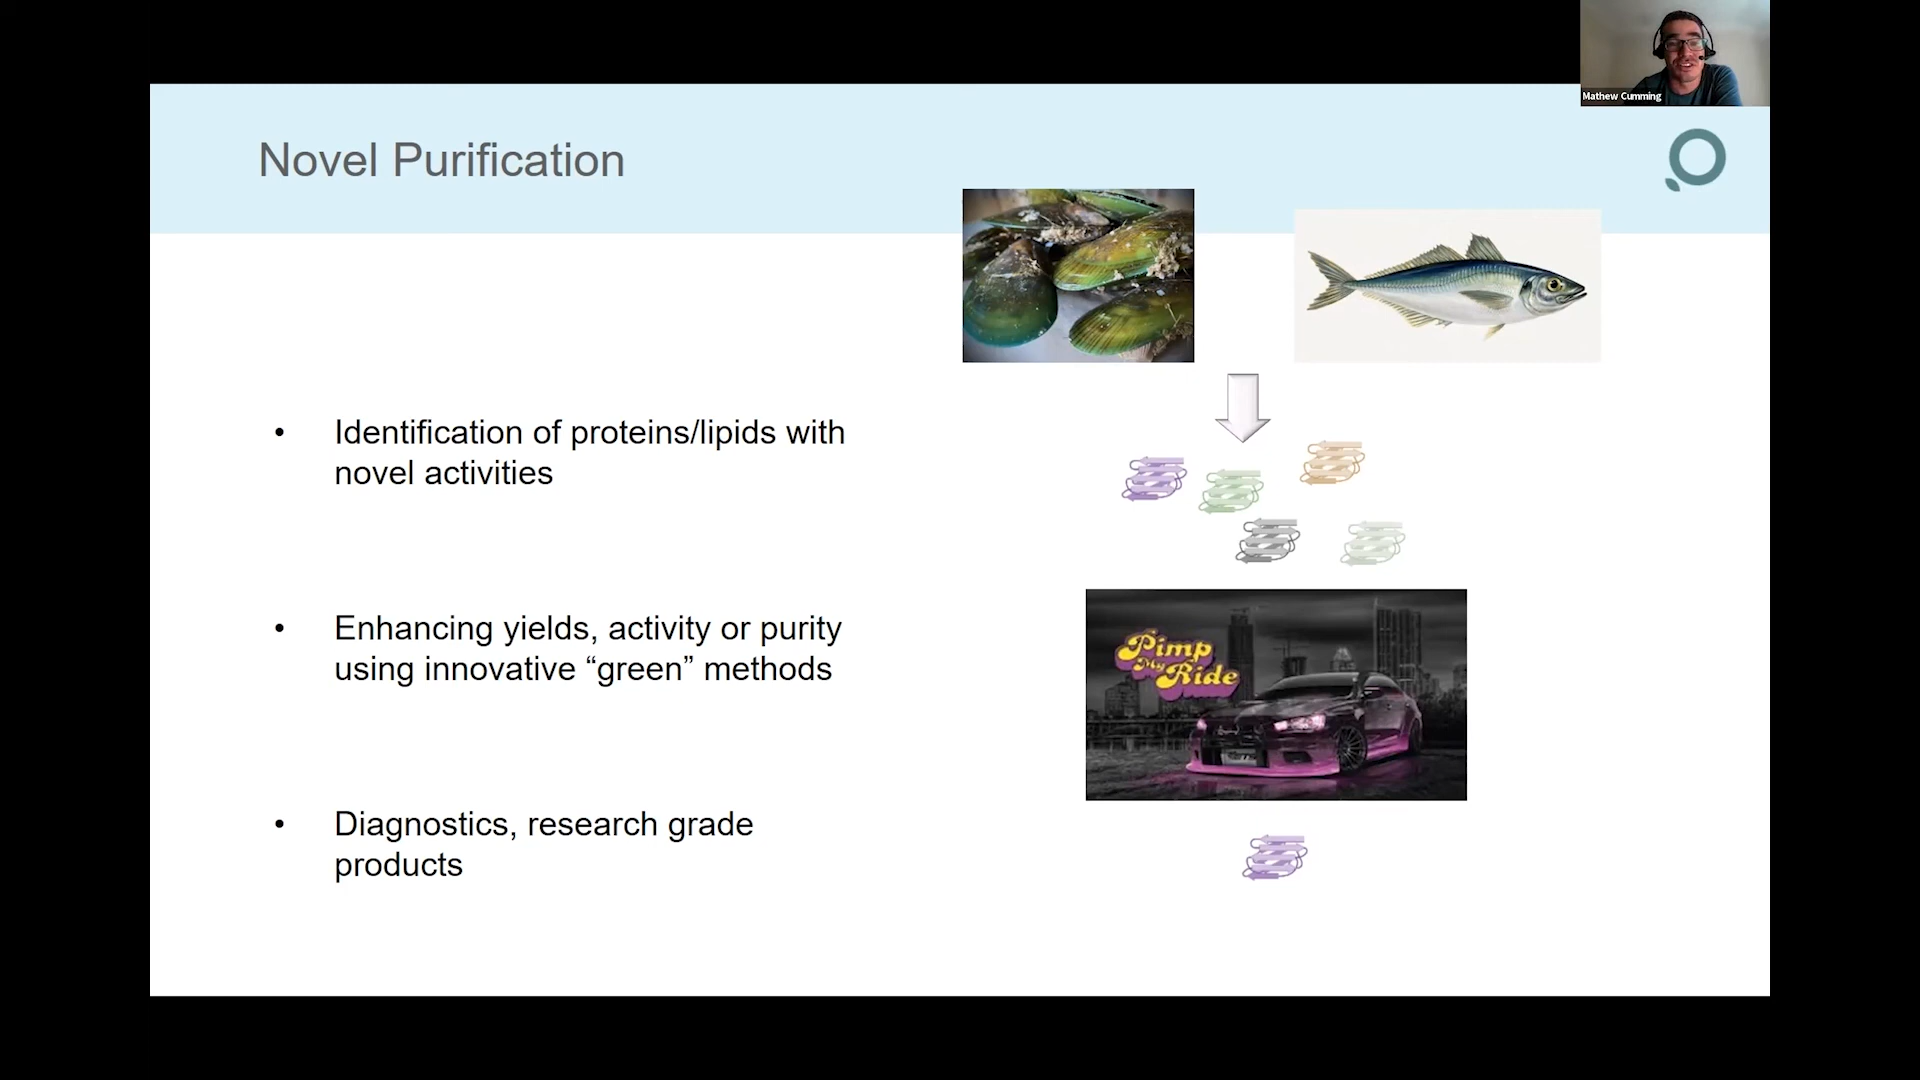 Mathew Cumming
Novel Purification
• Identification of proteins/lipids with
novel activities
• Enhancing yields, activity or purity
using innovative “green” methods
• Diagnostics, research grade
products
Pimp
My
Ride